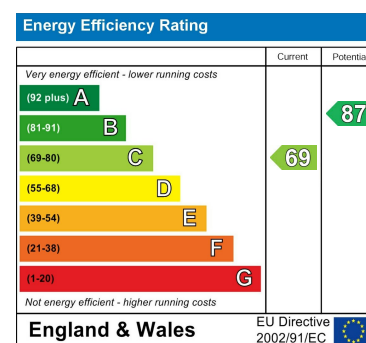 Energy Efficiency Rating
Current Potentia
Very energy efficient - lower running costs
(92 plus) A
(81-91) B
87
(69-80) C
69
(55-68) D
(39-54) E
(21-38) F
(1-20) G
Not energy efficient - higher running costs
England & Wales
EU Directive
2002/91/EC